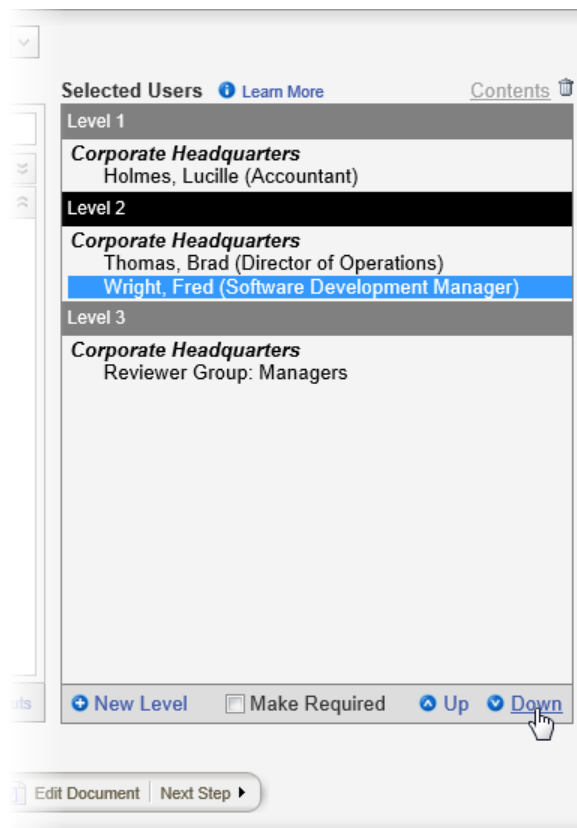 Selected Users Learn More Contents
Level 1
Corporate Headquarters
Holmes, Lucille (Accountant)
Level 2
Corporate Headquarters
Thomas, Brad (Director of Operations)
Wright, Fred (Software Development Manager)
Level 3
Corporate Headquarters
Reviewer Group: Managers
New Level Make Required Up Down
Edit Document Next Step